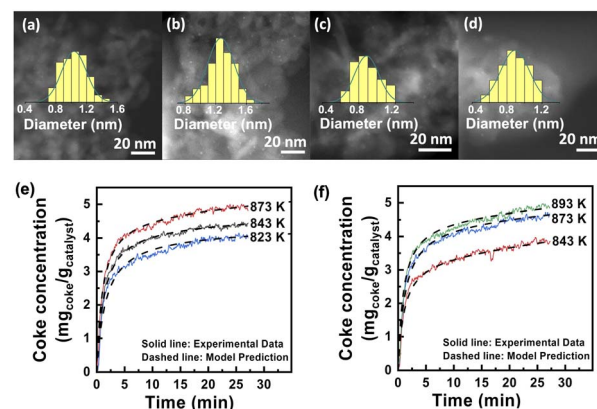 (a)
0.4 0.8 1.2 1.6
Diameter (nm)
20 nm
(b)
0.8 1.2 1.6
Diameter (nm)
20 nm
(c)
0.8 1.2
Diameter (nm)
20 nm
(d)
0.4 0.8 1.2
Diameter (nm)
20 nm
(e)
Coke concentration
(mgcoke/gcatalyst)
5
4
3
2
1
0
873 K
843 K
823 K
Solid line: Experimental Data
Dashed line: Model Prediction
0 5 10 15 20 25 30
Time (min)
(f)
Coke concentration
(mgcoke/gcatalyst)
5
4
3
2
1
0
893 K
873 K
843 K
Solid line: Experimental Data
Dashed line: Model Prediction
0 5 10 15 20 25 30
Time (min)